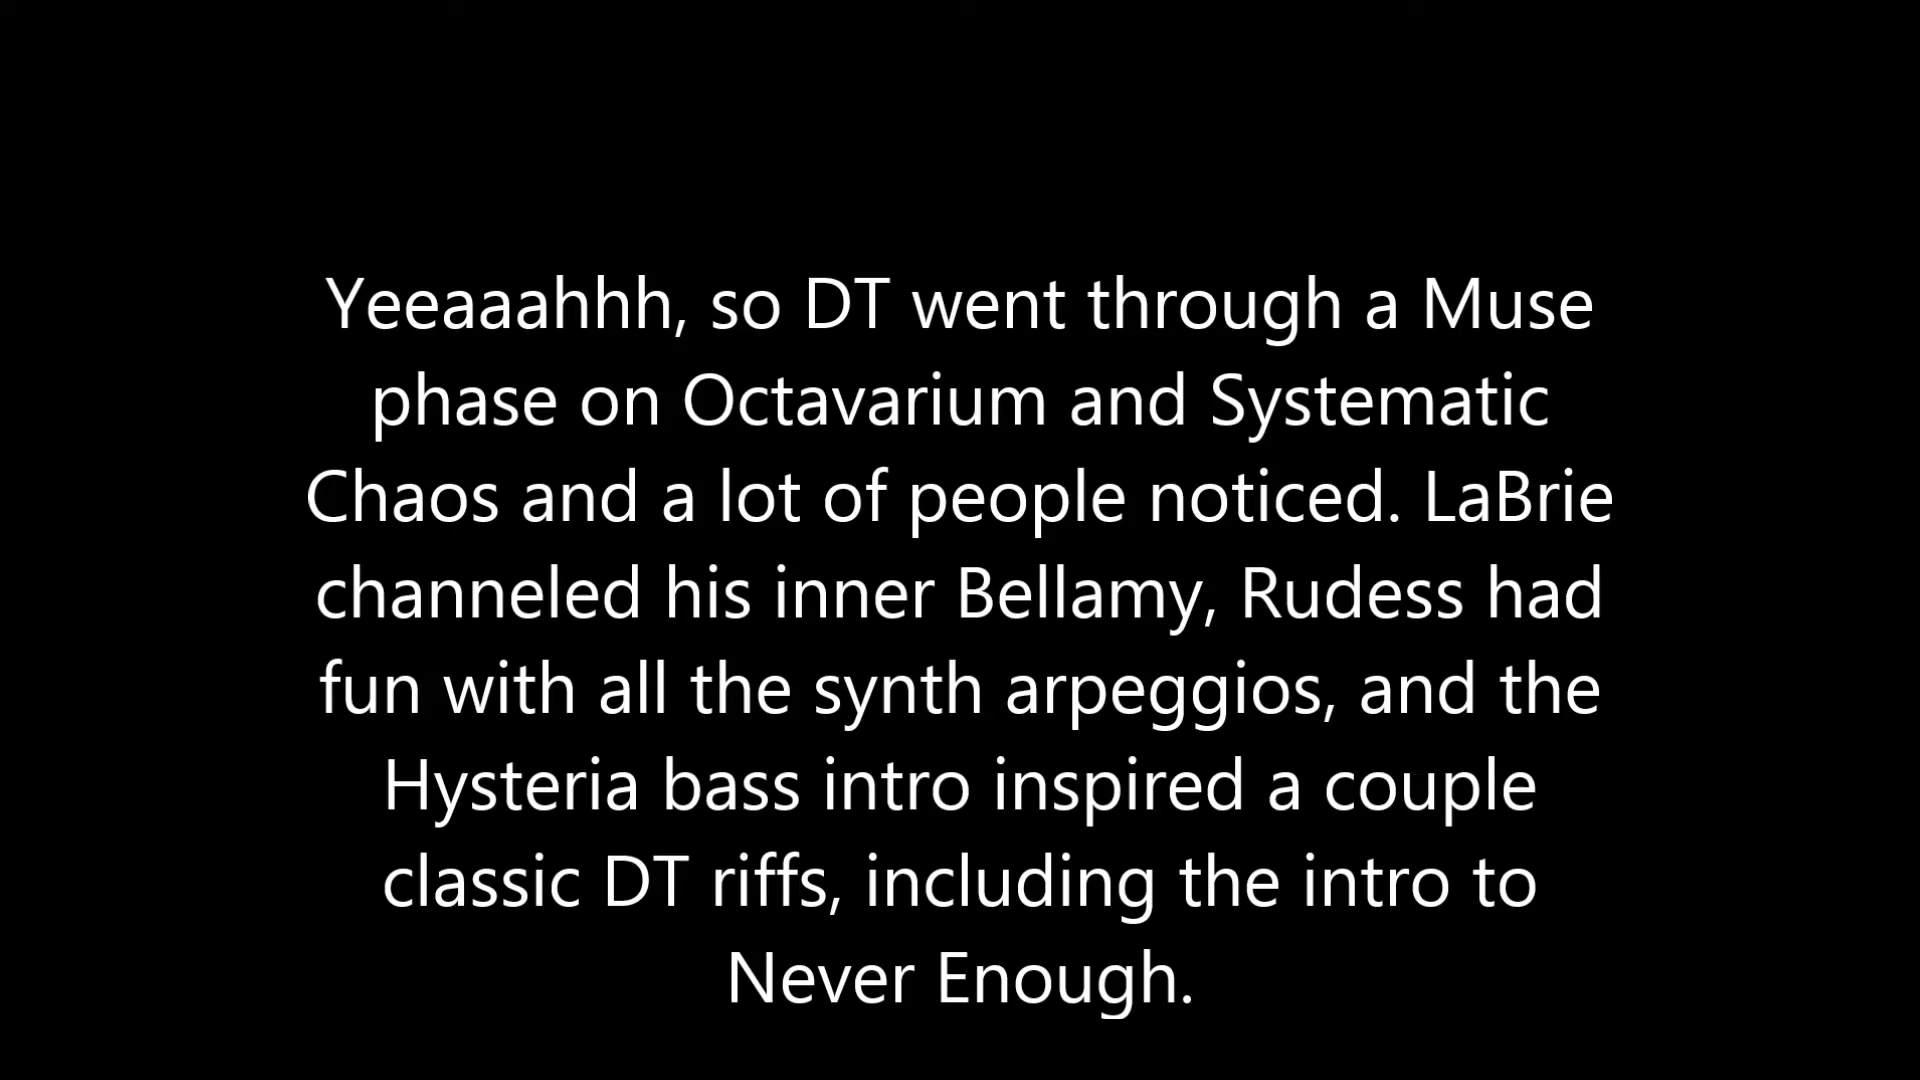 Yeeaaahhh, so DT went through a Muse
phase on Octavarium and Systematic
Chaos and a lot of people noticed. LaBrie
channeled his inner Bellamy, Rudess had
fun with all the synth arpeggios, and the
Hysteria bass intro inspired a couple
classic DT riffs, including the intro to
Never Enough.